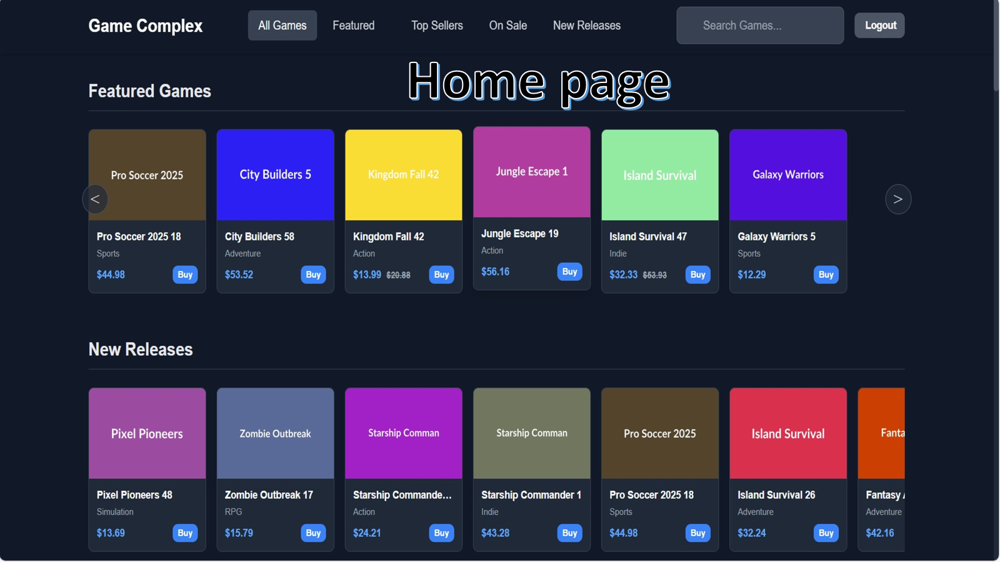 Game Complex
All Games
Featured
Top Sellers
On Sale
New Releases
Search Games...
Logout
Home page
Featured Games
Pro Soccer 2025
City Builders 5
Kingdom Fall 42
Jungle Escape 1
Island Survival
Galaxy Warriors
<
>
Pro Soccer 2025 18
Sports
$44.98
Buy
City Builders 58
Adventure
$53.52
Buy
Kingdom Fall 42
Action
$13.99 $20.88
Buy
Jungle Escape 19
Action
$56.16
Buy
Island Survival 47
Indie
$32.33 $53.93
Buy
Galaxy Warriors 5
Sports
$12.29
Buy
New Releases
Pixel Pioneers
Zombie Outbreak
Starship Comman
Starship Comman
Pro Soccer 2025
Island Survival
Fanta
Pixel Pioneers 48
Simulation
$13.69
Buy
Zombie Outbreak 17
RPG
$15.79
Buy
Starship Commande...
Action
$24.21
Buy
Starship Commander 1
Indie
$43.28
Buy
Pro Soccer 2025 18
Sports
$44.98
Buy
Island Survival 26
Adventure
$32.24
Buy
Fantasy
Adventure
$42.16